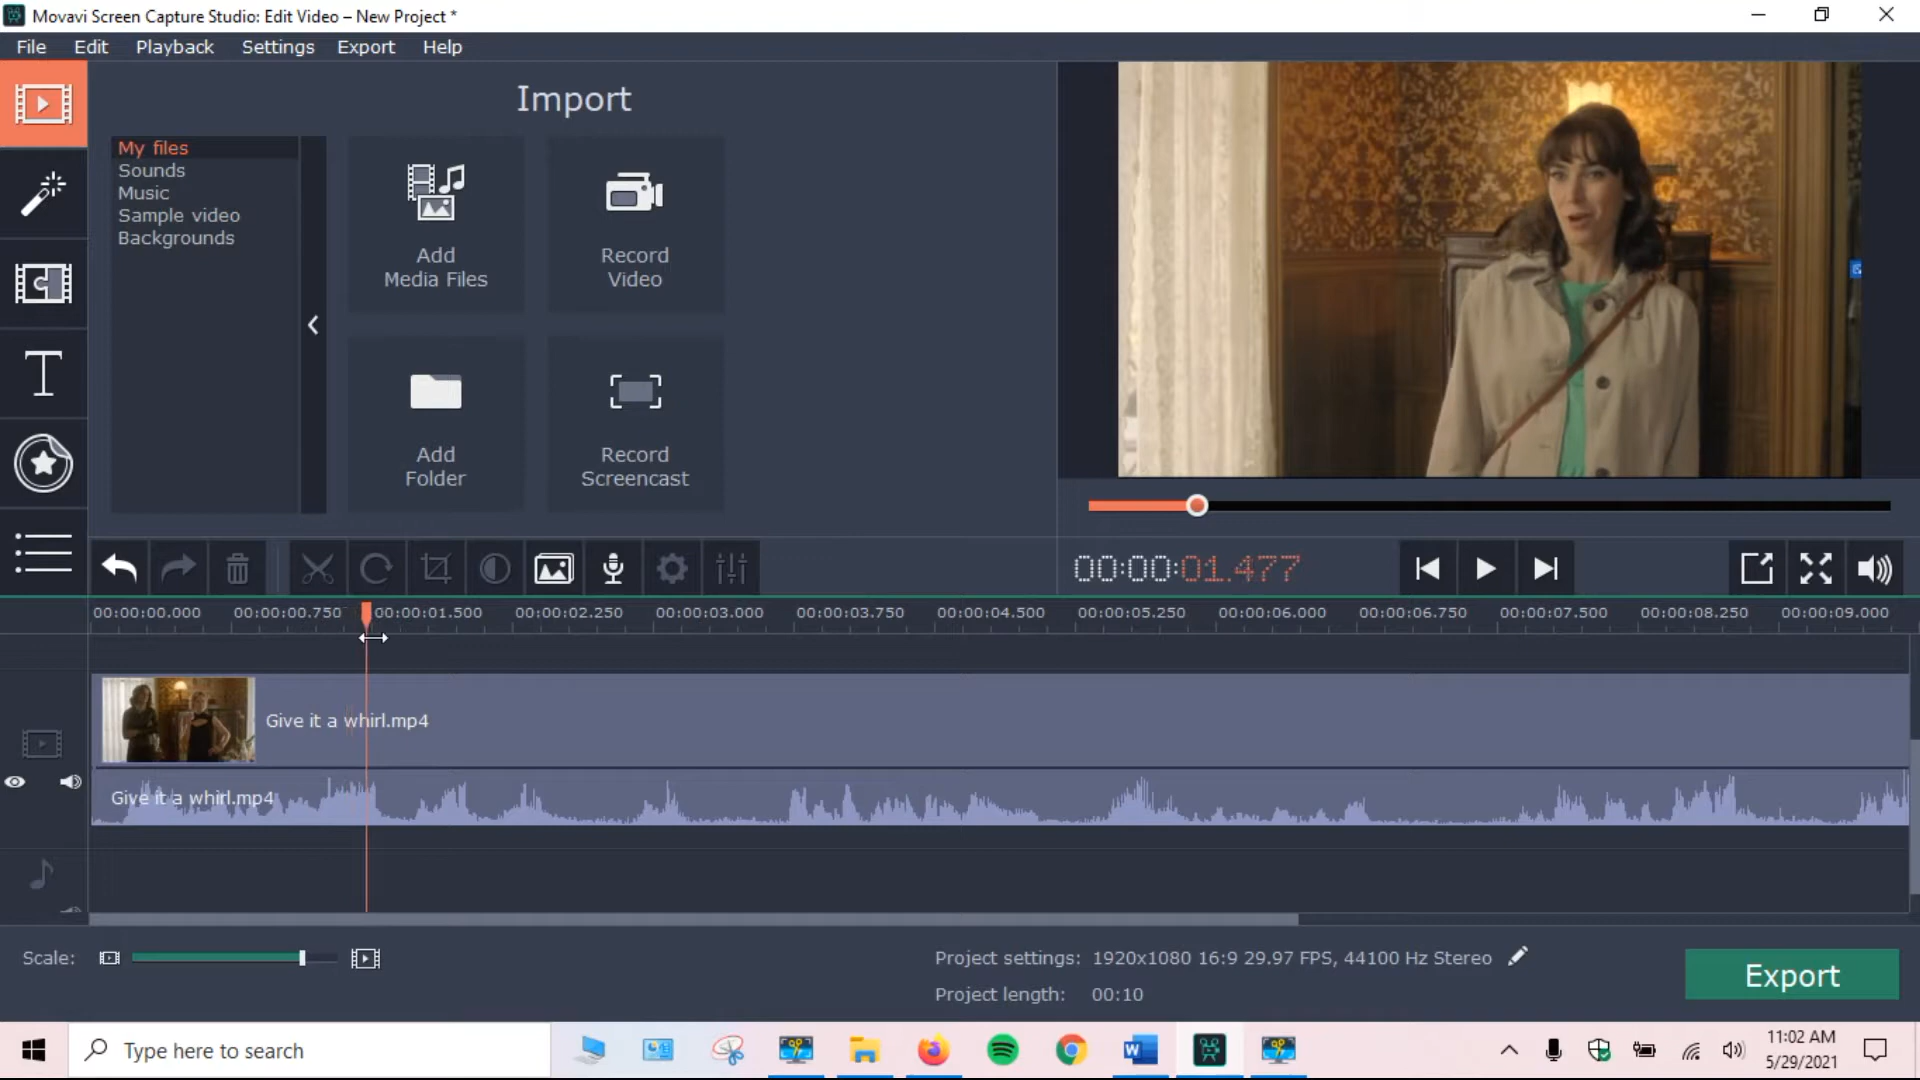 Movavi Screen Capture Studio: Edit Video – New Project *
File Edit Playback Settings Export Help
Import
My files
Sounds
Music
Sample video
Backgrounds
Add
Media Files
Record
Video
Add
Folder
Record
Screencast
00:00:01.477
00:00:00.000 00:00:00.750 00:00:01.500 00:00:02.250 00:00:03.000 00:00:03.750 00:00:04.500 00:00:05.250 00:00:06.000 00:00:06.750 00:00:07.500 00:00:08.250 00:00:09.000
Give it a whirl.mp4
Give it a whirl.mp4
Scale:
Project settings: 1920x1080 16:9 29.97 FPS, 44100 Hz Stereo
Project length: 00:10
Export
Type here to search
11:02 AM
5/29/2021